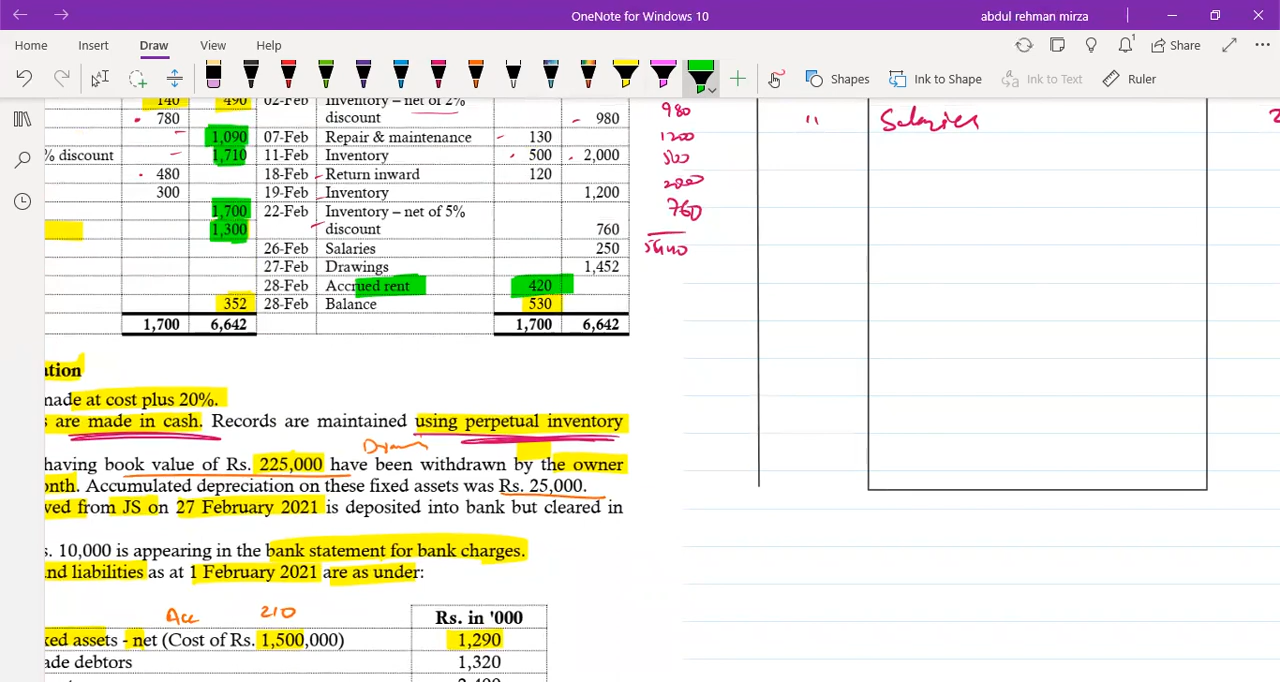 OneNote for Windows 10
abdul rehman mirza
Home Insert Draw View Help
Share
Shapes Ink to Shape Ink to Text Ruler
140 490 02-Feb Inventory – net of 2%
780 discount 980
1,090 07-Feb Repair & maintenance 130
% discount 1,710 11-Feb Inventory 500 2,000
480 18-Feb Return inward 120
300 19-Feb Inventory 1,200
1,700 22-Feb Inventory – net of 5%
1,300 discount 760
26-Feb Salaries 250
27-Feb Drawings 1,452
28-Feb Accrued rent 420
352 28-Feb Balance 530
1,700 6,642 1,700 6,642
980
1200
500
2000
760
5440
" Salaries
ation
made at cost plus 20%.
s are made in cash. Records are maintained using perpetual inventory
having book value of Rs. 225,000 have been withdrawn by the owner
onth. Accumulated depreciation on these fixed assets was Rs. 25,000.
ved from JS on 27 February 2021 is deposited into bank but cleared in
s. 10,000 is appearing in the bank statement for bank charges.
and liabilities as at 1 February 2021 are as under:
Acc 210
Rs. in '000
xed assets - net (Cost of Rs. 1,500,000) 1,290
ade debtors 1,320